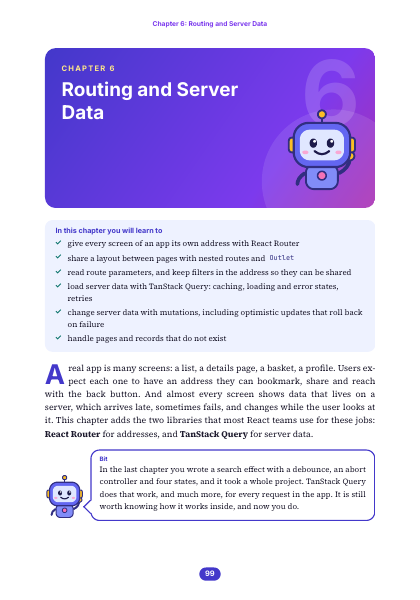 Chapter 6: Routing and Server Data
CHAPTER 6
6
Routing and Server
Data
In this chapter you will learn to
give every screen of an app its own address with React Router
share a layout between pages with nested routes and Outlet
read route parameters, and keep filters in the address so they can be shared
load server data with TanStack Query: caching, loading and error states,
retries
change server data with mutations, including optimistic updates that roll back
on failure
handle pages and records that do not exist
A real app is many screens: a list, a details page, a basket, a profile. Users ex-
pect each one to have an address they can bookmark, share and reach
with the back button. And almost every screen shows data that lives on a
server, which arrives late, sometimes fails, and changes while the user looks at
it. This chapter adds the two libraries that most React teams use for these jobs:
React Router for addresses, and TanStack Query for server data.
Bit
In the last chapter you wrote a search effect with a debounce, an abort
controller and four states, and it took a whole project. TanStack Query
does that work, and much more, for every request in the app. It is still
worth knowing how it works inside, and now you do.
99